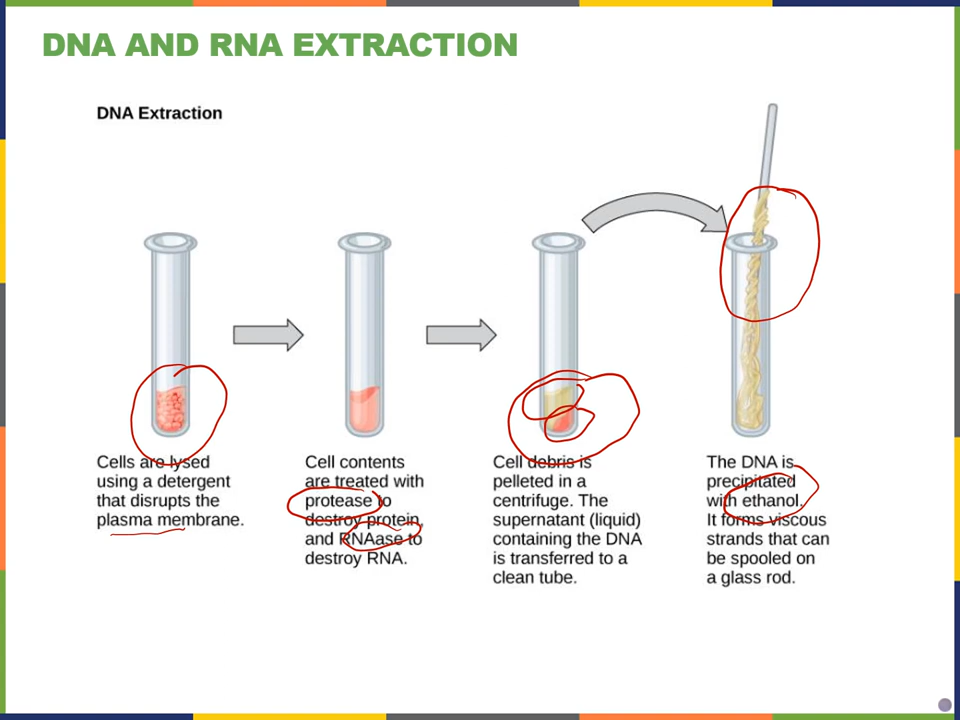 DNA AND RNA EXTRACTION
DNA Extraction
Cells are lysed
using a detergent
that disrupts the
plasma membrane.
Cell contents
are treated with
protease to
destroy protein,
and RNAase to
destroy RNA.
Cell debris is
pelleted in a
centrifuge. The
supernatant (liquid)
containing the DNA
is transferred to a
clean tube.
The DNA is
precipitated
with ethanol.
It forms viscous
strands that can
be spooled on
a glass rod.